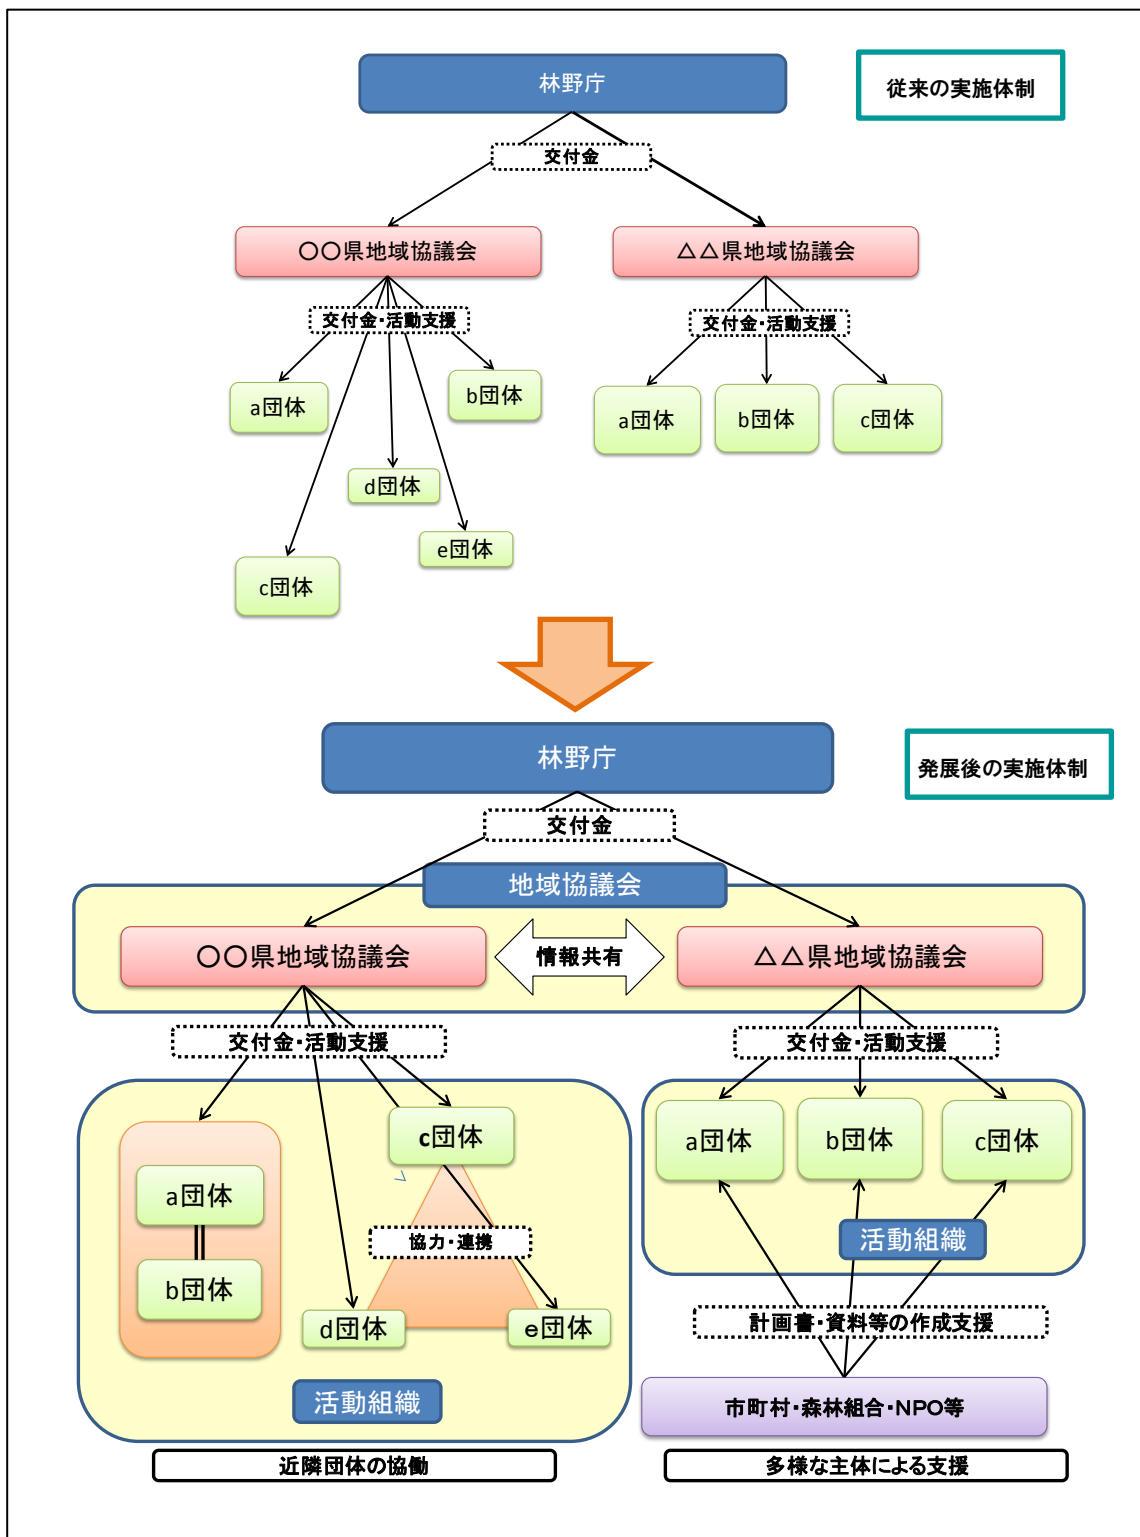 林野庁
従来の実施体制
交付金
〇〇県地域協議会
△△県地域協議会
交付金・活動支援
交付金・活動支援
a団体
b団体
a団体
b団体
c団体
d団体
e団体
c団体
林野庁
発展後の実施体制
交付金
地域協議会
〇〇県地域協議会
情報共有
△△県地域協議会
交付金・活動支援
交付金・活動支援
c団体
a団体
b団体
c団体
a団体
協力・連携
活動組織
b団体
d団体
e団体
計画書・資料等の作成支援
活動組織
市町村・森林組合・NPO等
近隣団体の協働
多様な主体による支援